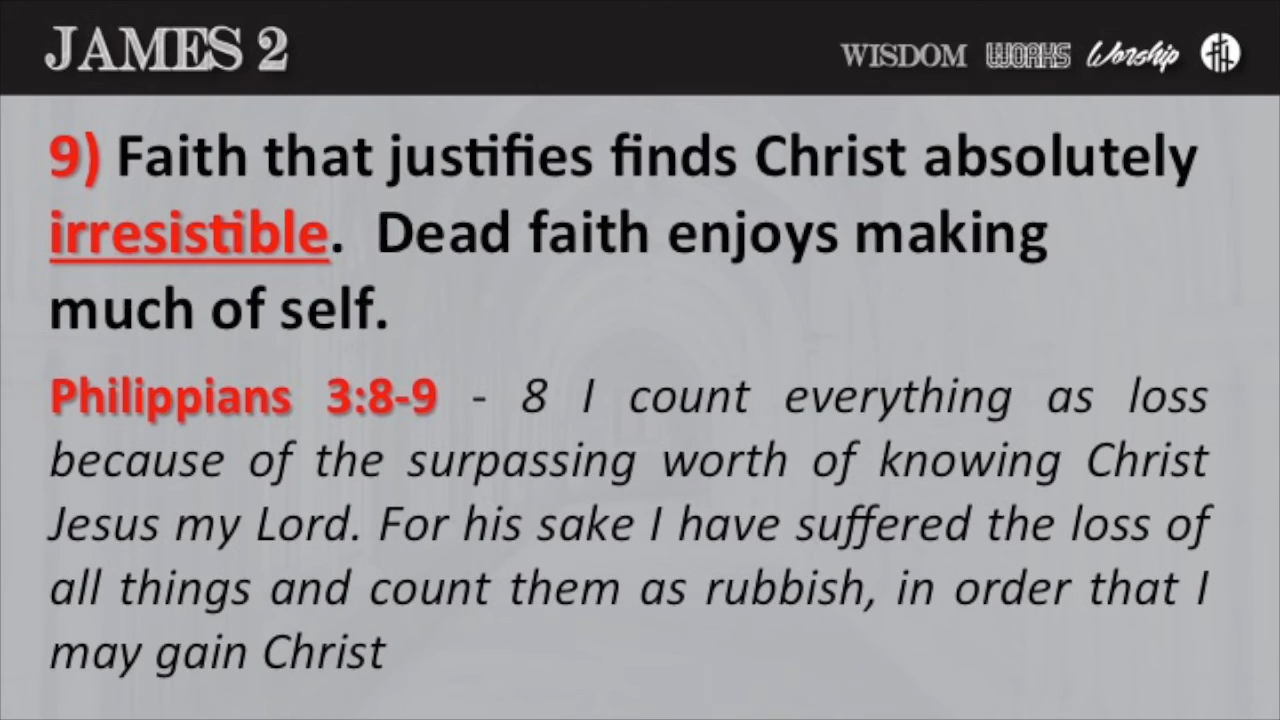 JAMES 2
WISDOM WORKS Worship
9) Faith that justifies finds Christ absolutely
irresistible. Dead faith enjoys making
much of self.
Philippians 3:8-9 - 8 I count everything as loss
because of the surpassing worth of knowing Christ
Jesus my Lord. For his sake I have suffered the loss of
all things and count them as rubbish, in order that I
may gain Christ